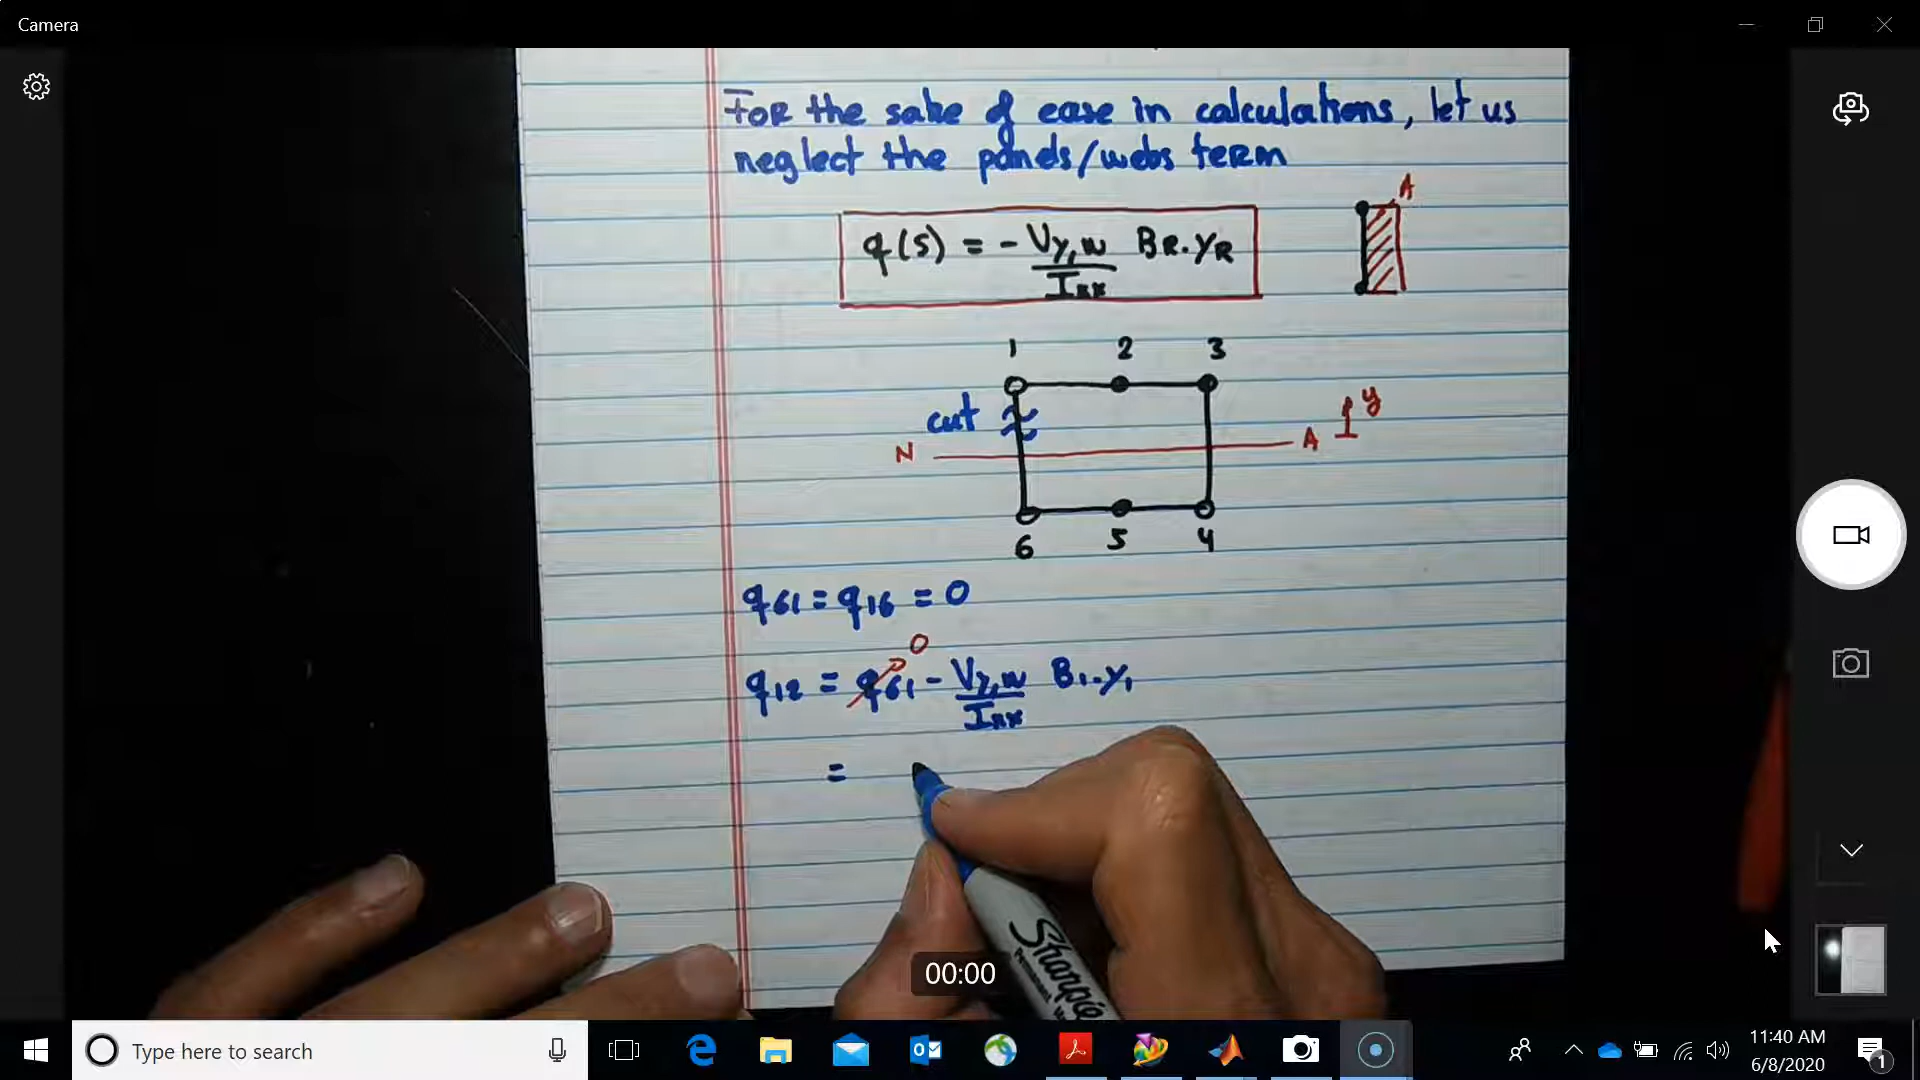 Camera
For the sake of ease in calculations, let us
neglect the panels/webs term
A
q(s) = - Vy,w / Ixx BR.yR
1 2 3
cut
y
N A
6 5 4
q61 = q16 = 0
0
q12 = q61 - Vy,w / Ixx B1.y1
=
Sharpie
00:00
Type here to search
11:40 AM
6/8/2020
1